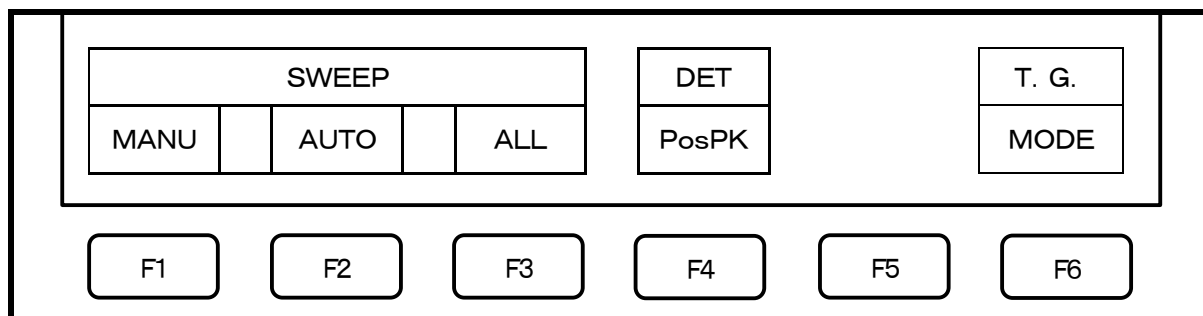 SWEEP DET T. G.
MANU AUTO ALL PosPK MODE
F1 F2 F3 F4 F5 F6